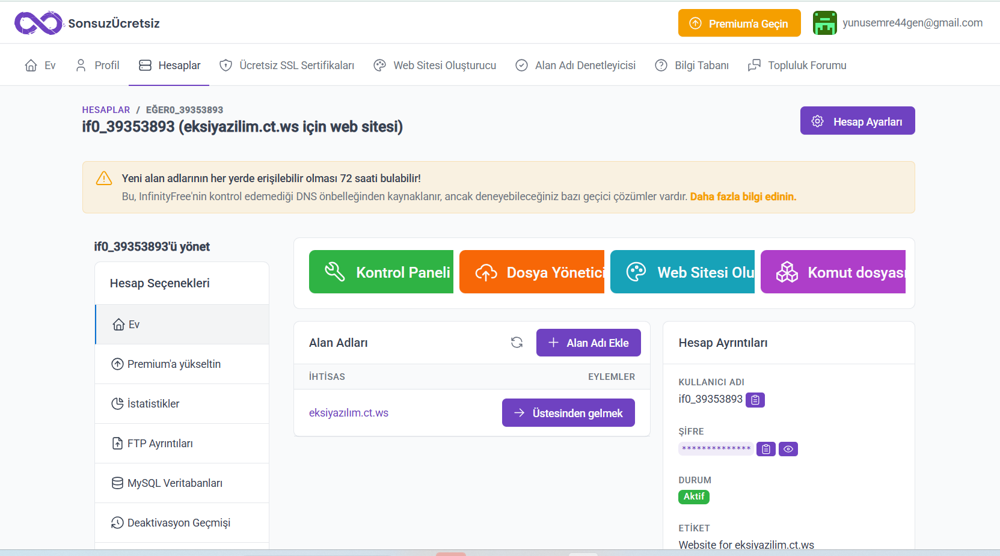 SonsuzÜcretsiz
Premium'a Geçin
yunusemre44gen@gmail.com
Ev
Profil
Hesaplar
Ücretsiz SSL Sertifikaları
Web Sitesi Oluşturucu
Alan Adı Denetleyicisi
Bilgi Tabanı
Topluluk Forumu
HESAPLAR / EĞER0_39353893
if0_39353893 (eksiyazilim.ct.ws için web sitesi)
Hesap Ayarları
Yeni alan adlarının her yerde erişilebilir olması 72 saati bulabilir!
Bu, InfinityFree'nin kontrol edemediği DNS önbelleğinden kaynaklanır, ancak deneyebileceğiniz bazı geçici çözümler vardır. Daha fazla bilgi edinin.
if0_39353893'ü yönet
Hesap Seçenekleri
Ev
Premium'a yükseltin
İstatistikler
FTP Ayrıntıları
MySQL Veritabanları
Deaktivasyon Geçmişi
Kontrol Paneli
Dosya Yönetici
Web Sitesi Olu
Komut dosyası
Alan Adları
Alan Adı Ekle
İHTİSAS
EYLEMLER
eksiyazılım.ct.ws
Üstesinden gelmek
Hesap Ayrıntıları
KULLANICI ADI
if0_39353893
ŞİFRE
**************
DURUM
Aktif
ETİKET
Website for eksiyazilim.ct.ws